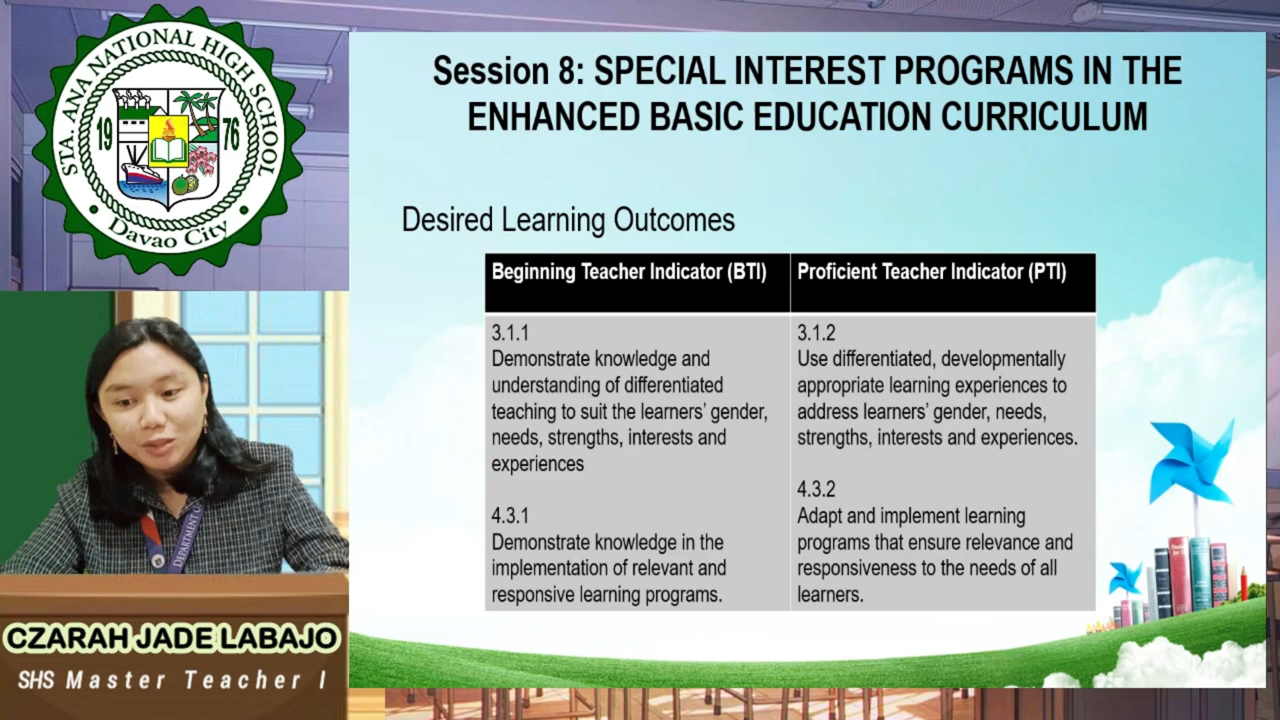 STA. ANA NATIONAL HIGH SCHOOL
19 76
Davao City
Session 8: SPECIAL INTEREST PROGRAMS IN THE
ENHANCED BASIC EDUCATION CURRICULUM
Desired Learning Outcomes
Beginning Teacher Indicator (BTI)
3.1.1
Demonstrate knowledge and
understanding of differentiated
teaching to suit the learners’ gender,
needs, strengths, interests and
experiences
4.3.1
Demonstrate knowledge in the
implementation of relevant and
responsive learning programs.
Proficient Teacher Indicator (PTI)
3.1.2
Use differentiated, developmentally
appropriate learning experiences to
address learners’ gender, needs,
strengths, interests and experiences.
4.3.2
Adapt and implement learning
programs that ensure relevance and
responsiveness to the needs of all
learners.
DEPARTMENT
CZARAH JADE LABAJO
SHS Master Teacher I